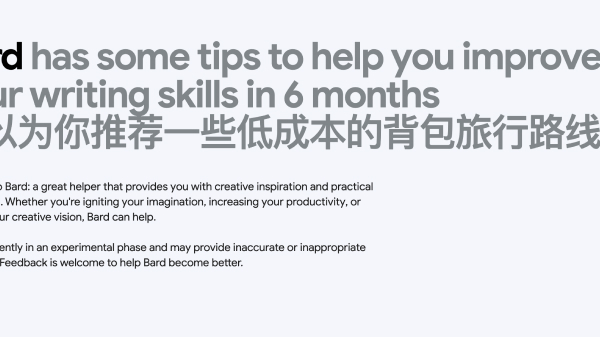 rd has some tips to help you improve
ur writing skills in 6 months
以为你推荐一些低成本的背包旅行路线
o Bard: a great helper that provides you with creative inspiration and practical
. Whether you're igniting your imagination, increasing your productivity, or
ur creative vision, Bard can help.
ently in an experimental phase and may provide inaccurate or inappropriate
Feedback is welcome to help Bard become better.